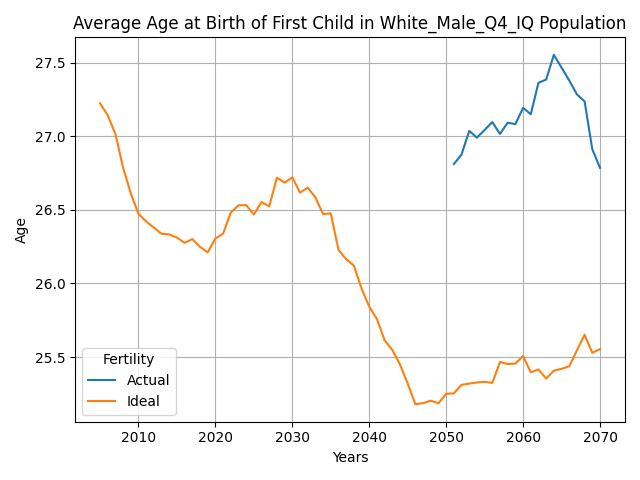 Average Age at Birth of First Child in White_Male_Q4_IQ Population
27.5
27.0
26.5
26.0
25.5
Age
Fertility
Actual
Ideal
2010 2020 2030 2040 2050 2060 2070
Years